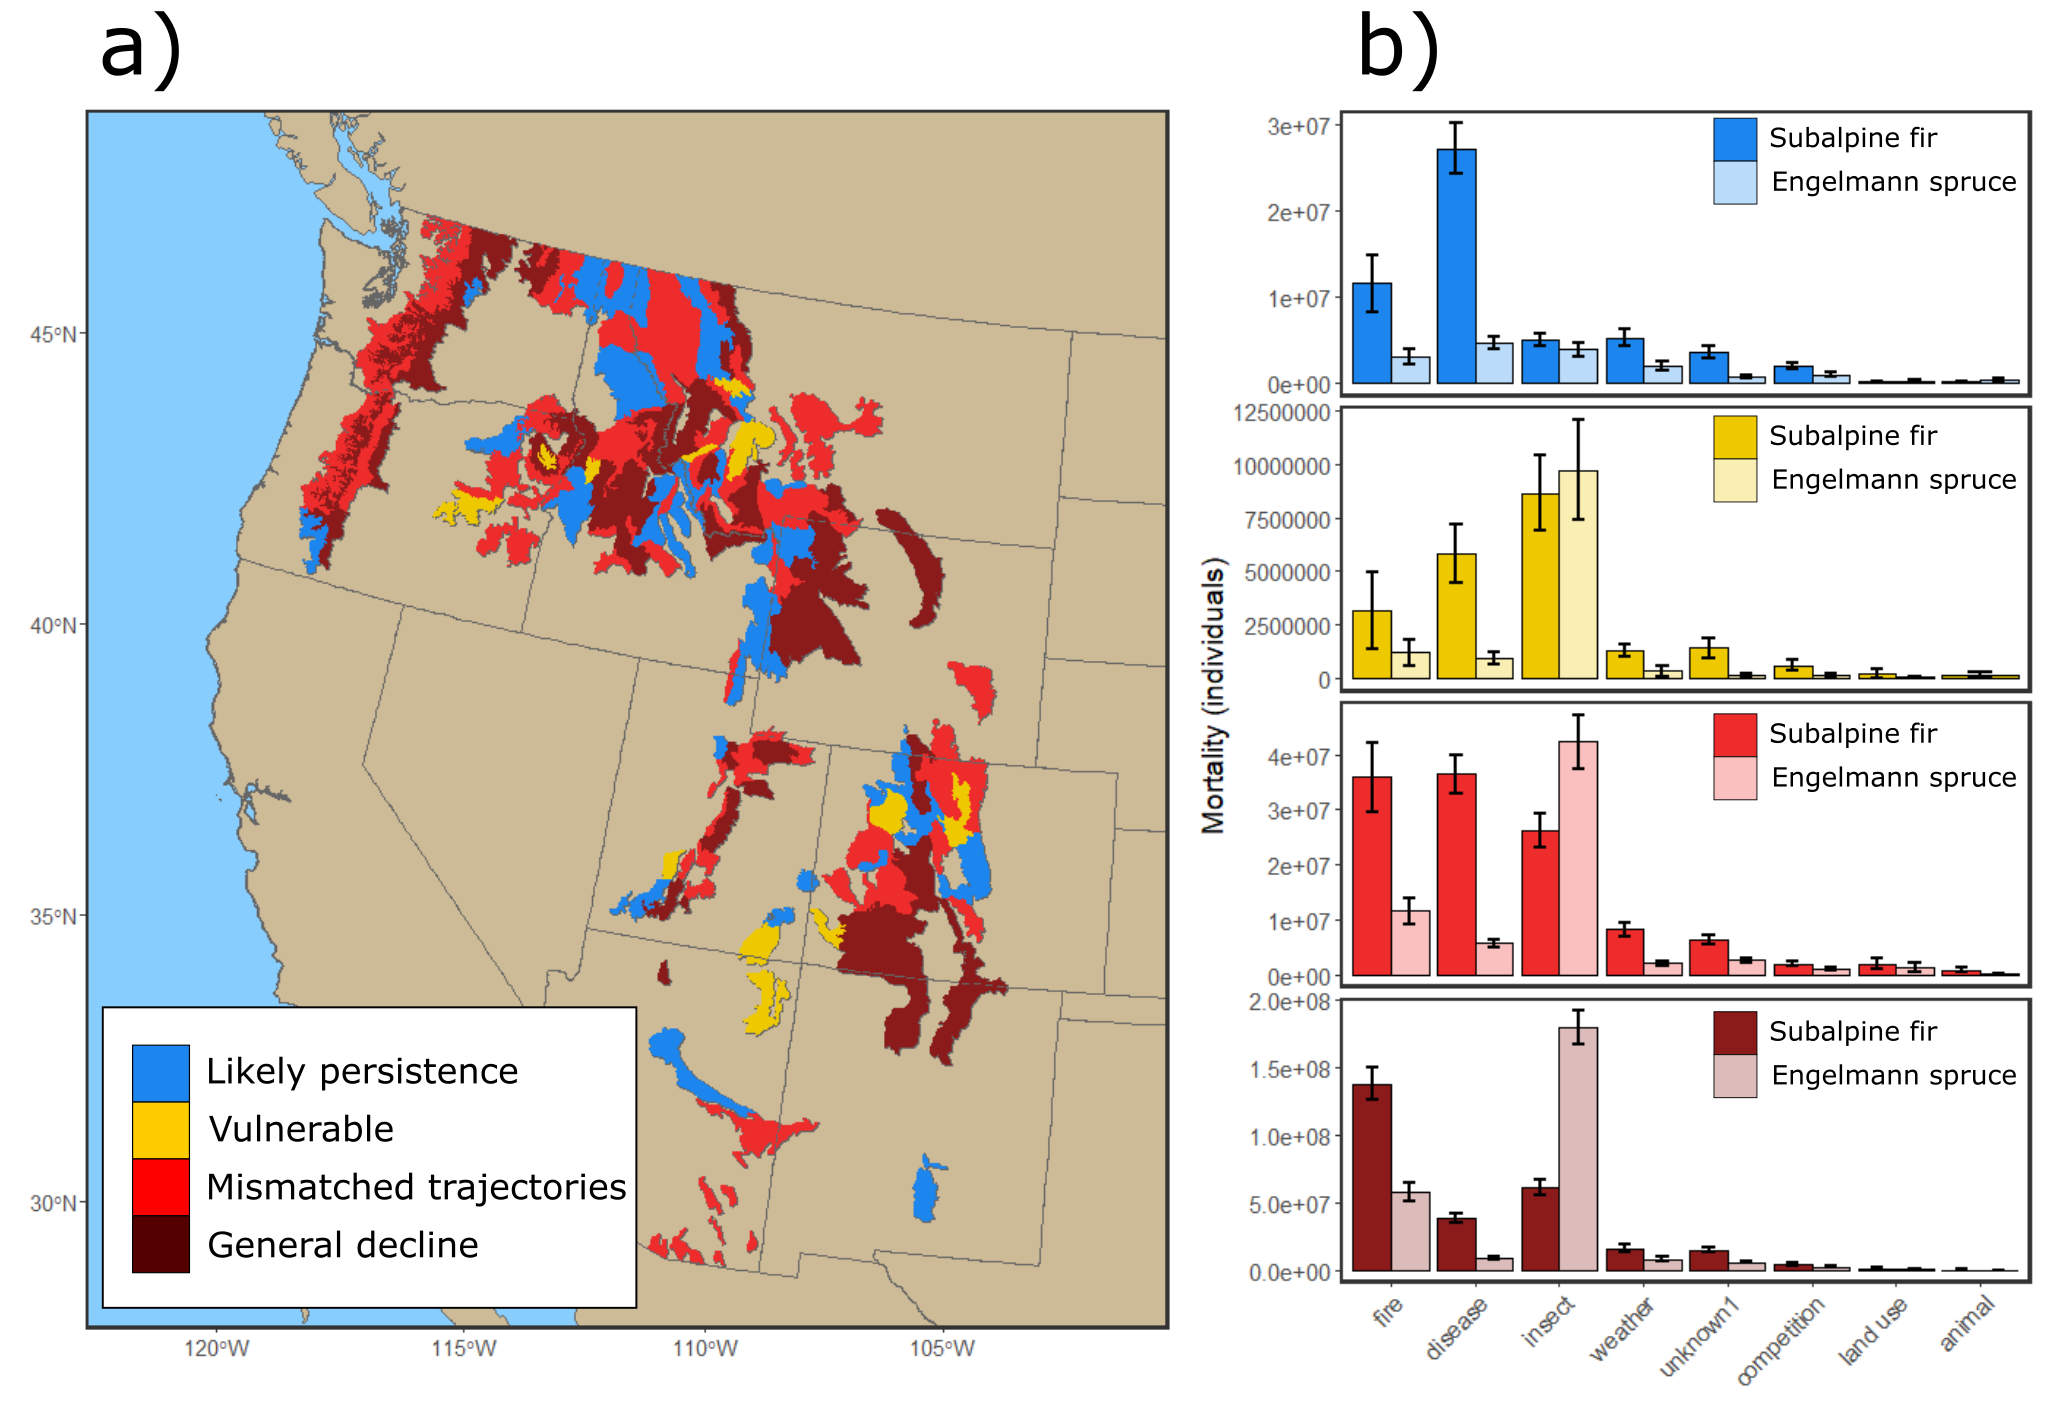 a)
45°N
40°N
35°N
30°N
120°W
115°W
110°W
105°W
Likely persistence
Vulnerable
Mismatched trajectories
General decline
b)
Mortality (individuals)
3e+07
2e+07
1e+07
0e+00
Subalpine fir
Engelmann spruce
12500000
10000000
7500000
5000000
2500000
0
Subalpine fir
Engelmann spruce
4e+07
3e+07
2e+07
1e+07
0e+00
Subalpine fir
Engelmann spruce
2.0e+08
1.5e+08
1.0e+08
5.0e+07
0.0e+00
Subalpine fir
Engelmann spruce
fire
disease
insect
weather
unknown1
competition
land use
animal